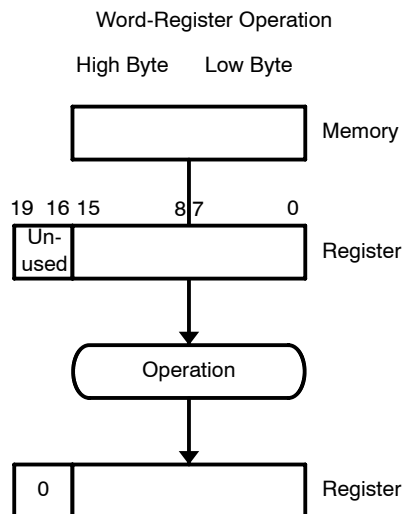 Word-Register Operation
High Byte Low Byte
Memory
19 16 15 8 7 0
Un-
used
Register
Operation
0
Register